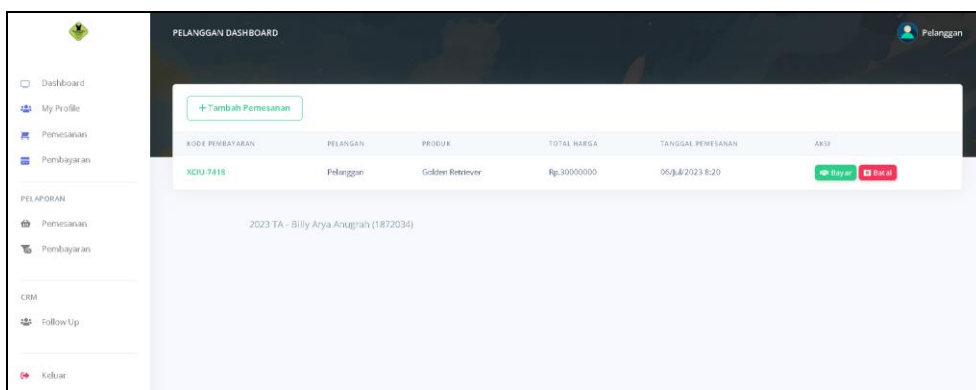 PELANGGAN DASHBOARD
Pelanggan
Dashboard
My Profile
Pemesanan
Pembayaran
PELAPORAN
Pemesanan
Pembayaran
CRM
Follow Up
Keluar
+ Tambah Pemesanan
KODE PEMBAYARAN PELANGAN PRODUK TOTAL HARGA TANGGAL PEMESANAN AKSI
XCIU-7418 Pelanggan Golden Retriever Rp.30000000 06/Jul/2023 8:20 Bayar Batal
2023 TA - Billy Arya Anugrah (1872034)